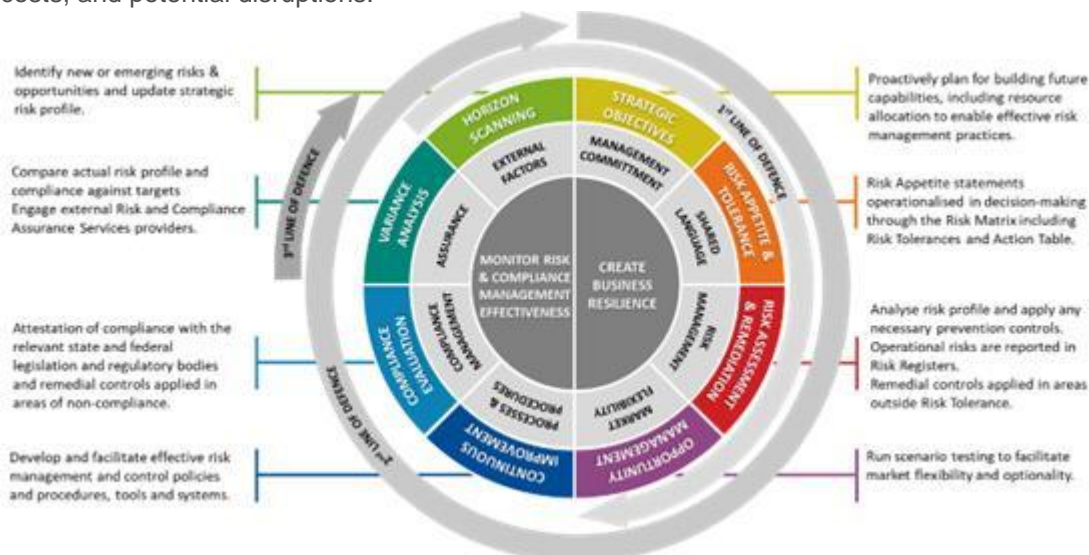 costs, and potential disruptions.
Identify new or emerging risks &
opportunities and update strategic
risk profile.
Compare actual risk profile and
compliance against targets
Engage external Risk and Compliance
Assurance Services providers.
Attestation of compliance with the
relevant state and federal
legislation and regulatory bodies
and remedial controls applied in
areas of non-compliance.
Develop and facilitate effective risk
management and control policies
and procedures, tools and systems.
3rd LINE OF DEFENCE
2nd LINE OF DEFENCE
1st LINE OF DEFENCE
HORIZON
SCANNING
STRATEGIC
OBJECTIVES
RISK APPETITE &
TOLERANCE
RISK ASSESSMENT
& REMEDIATION
OPPORTUNITY
MANAGEMENT
CONTINUOUS
IMPROVEMENT
COMPLIANCE
EVALUATION
VARIANCE
ANALYSIS
EXTERNAL
FACTORS
MANAGEMENT
COMMITTMENT
SHARED
LANGUAGE
RISK
MANAGEMENT
MARKET
FLEXIBILITY
PROCESSES &
PROCEDURES
COMPLIANCE
MANAGEMENT
ASSURANCE
MONITOR RISK
& COMPLIANCE
MANAGEMENT
EFFECTIVENESS
CREATE
BUSINESS
RESILIENCE
Proactively plan for building future
capabilities, including resource
allocation to enable effective risk
management practices.
Risk Appetite statements
operationalised in decision-making
through the Risk Matrix including
Risk Tolerances and Action Table.
Analyse risk profile and apply any
necessary prevention controls.
Operational risks are reported in
Risk Registers.
Remedial controls applied in areas
outside Risk Tolerance.
Run scenario testing to facilitate
market flexibility and optionality.